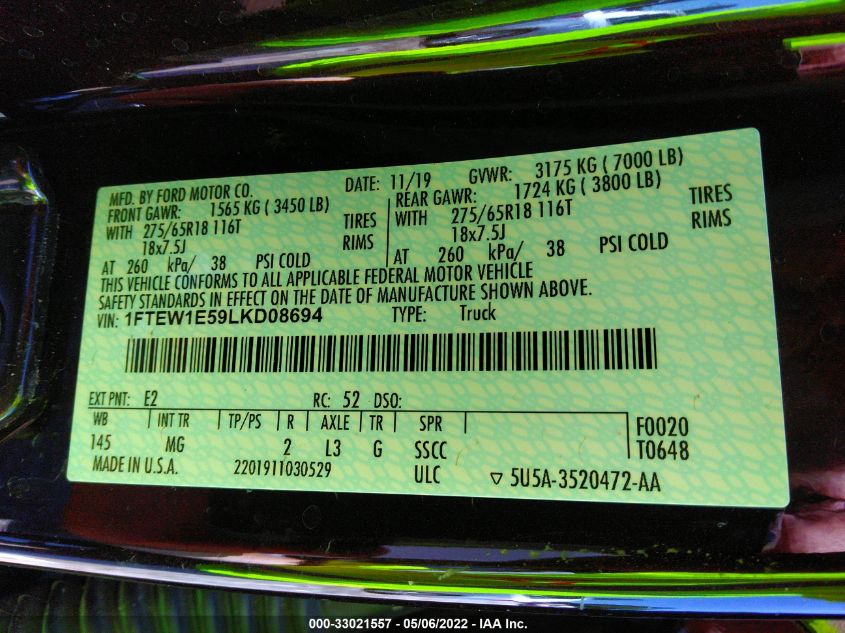 MFD. BY FORD MOTOR CO. DATE: 11/19 GVWR: 3175 KG ( 7000 LB)
FRONT GAWR: 1565 KG ( 3450 LB) REAR GAWR: 1724 KG ( 3800 LB)
WITH 275/65R18 116T TIRES WITH 275/65R18 116T TIRES
18x7.5J RIMS 18x7.5J RIMS
AT 260 kPa/ 38 PSI COLD AT 260 kPa/ 38 PSI COLD
THIS VEHICLE CONFORMS TO ALL APPLICABLE FEDERAL MOTOR VEHICLE
SAFETY STANDARDS IN EFFECT ON THE DATE OF MANUFACTURE SHOWN ABOVE.
VIN: 1FTEW1E59LKD08694 TYPE: Truck
EXT PNT: E2 RC: 52 DSO:
WB INT TR TP/PS R AXLE TR SPR F0020
145 MG 2 L3 G SSCC T0648
MADE IN U.S.A. 2201911030529 ULC ▽ 5U5A-3520472-AA
000-33021557 - 05/06/2022 - IAA Inc.